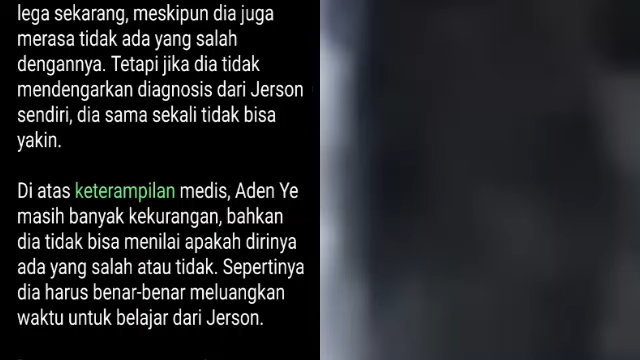 lega sekarang, meskipun dia juga
merasa tidak ada yang salah
dengannya. Tetapi jika dia tidak
mendengarkan diagnosis dari Jerson
sendiri, dia sama sekali tidak bisa
yakin.
Di atas keterampilan medis, Aden Ye
masih banyak kekurangan, bahkan
dia tidak bisa menilai apakah dirinya
ada yang salah atau tidak. Sepertinya
dia harus benar-benar meluangkan
waktu untuk belajar dari Jerson.